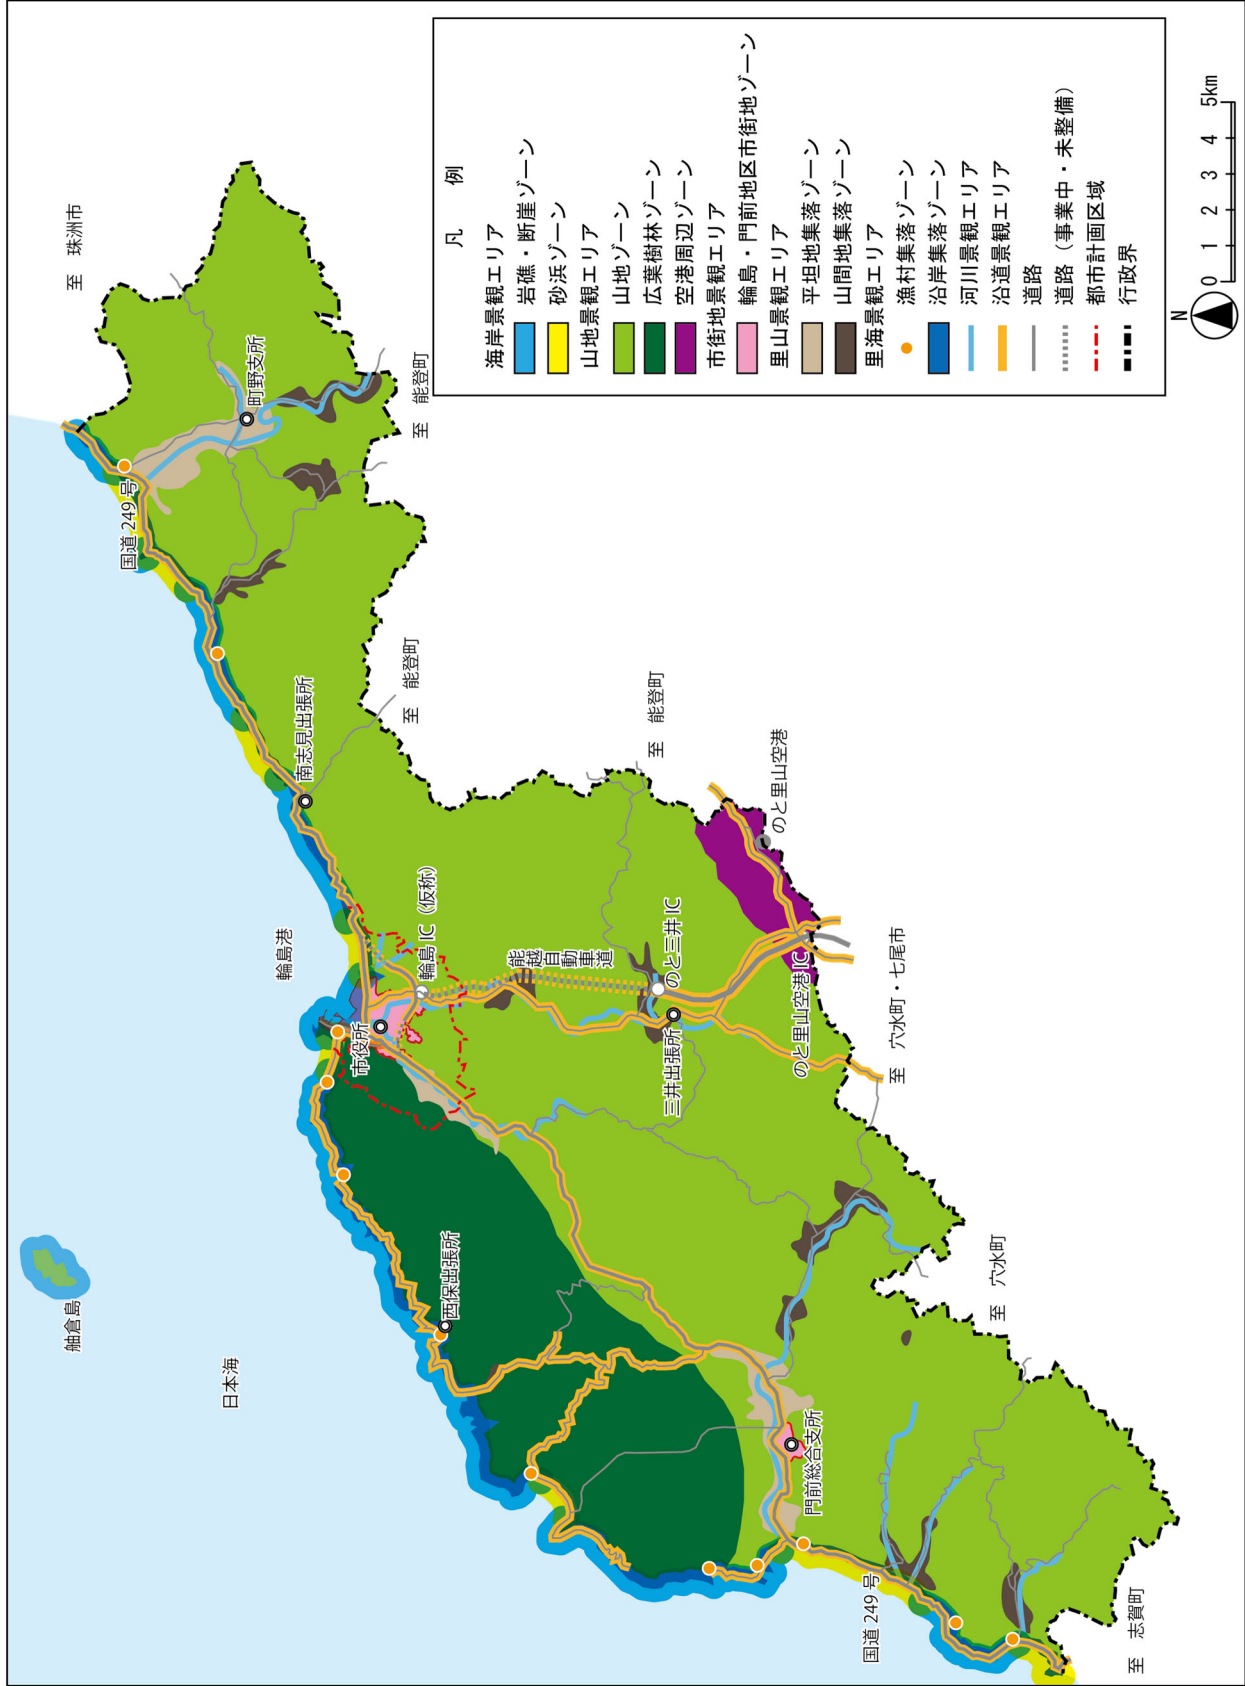 至　珠洲市
町野支所
至　能登町
国道 249 号
至　能登町
南志見出張所
至　能登町
のと里山空港
輪島港
輪島 IC（仮称）
能越自動車道
のと三井 IC
のと里山空港 IC
至　穴水町・七尾市
市役所
三井出張所
舳倉島
日本海
西保出張所
至　穴水町
門前総合支所
国道 249 号
至　志賀町
凡　例
海岸景観エリア
岩礁・断崖ゾーン
砂浜ゾーン
山地景観エリア
山地ゾーン
広葉樹林ゾーン
空港周辺ゾーン
市街地景観エリア
輪島・門前地区市街地ゾーン
里山景観エリア
平坦地集落ゾーン
山間地集落ゾーン
里海景観エリア
漁村集落ゾーン
沿岸集落ゾーン
河川景観エリア
沿道景観エリア
道路
道路（事業中・未整備）
都市計画区域
行政界
N
0 1 2 3 4 5km